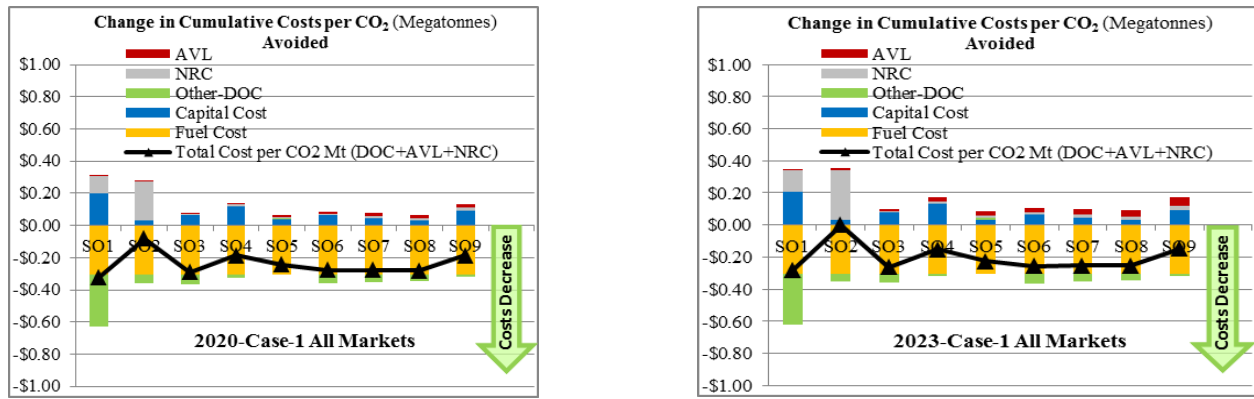 Change in Cumulative Costs per CO₂ (Megatonnes)
Avoided
AVL
NRC
Other-DOC
Capital Cost
Fuel Cost
Total Cost per CO2 Mt (DOC+AVL+NRC)
$1.00
$0.80
$0.60
$0.40
$0.20
$0.00
-$0.20
-$0.40
-$0.60
-$0.80
-$1.00
SO1 SO2 SO3 SO4 SO5 SO6 SO7 SO8 SO9
Costs Decrease
2020-Case-1 All Markets
Change in Cumulative Costs per CO₂ (Megatonnes)
Avoided
AVL
NRC
Other-DOC
Capital Cost
Fuel Cost
Total Cost per CO2 Mt (DOC+AVL+NRC)
$1.00
$0.80
$0.60
$0.40
$0.20
$0.00
-$0.20
-$0.40
-$0.60
-$0.80
-$1.00
SO1 SO2 SO3 SO4 SO5 SO6 SO7 SO8 SO9
Costs Decrease
2023-Case-1 All Markets